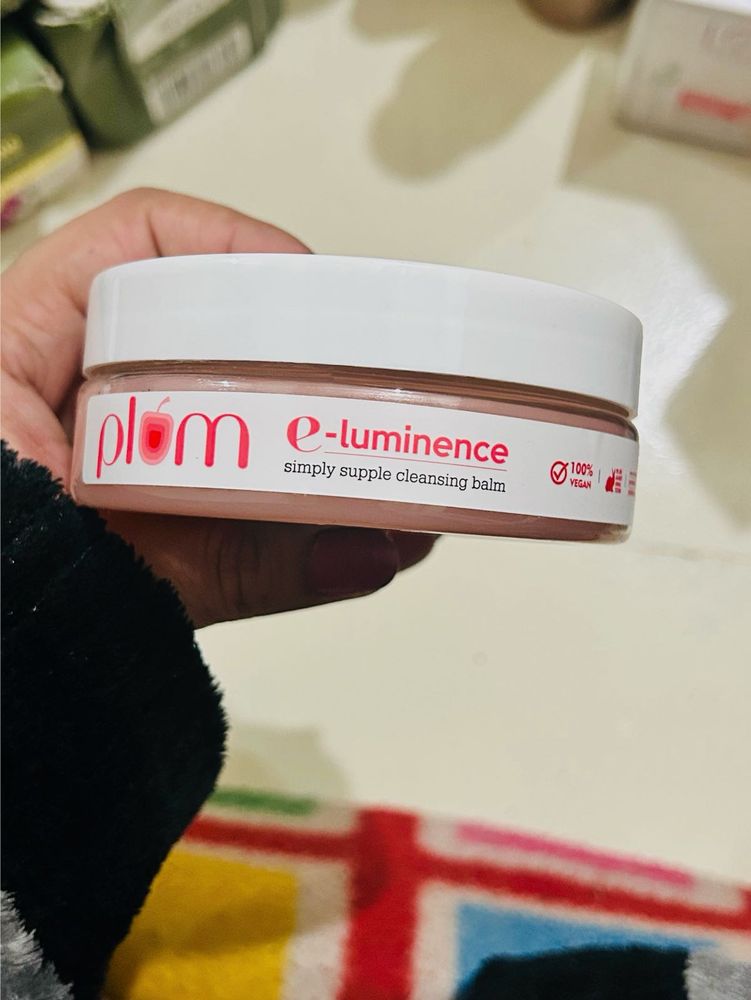 plum
e-luminence
simply supple cleansing balm
100%
VEGAN